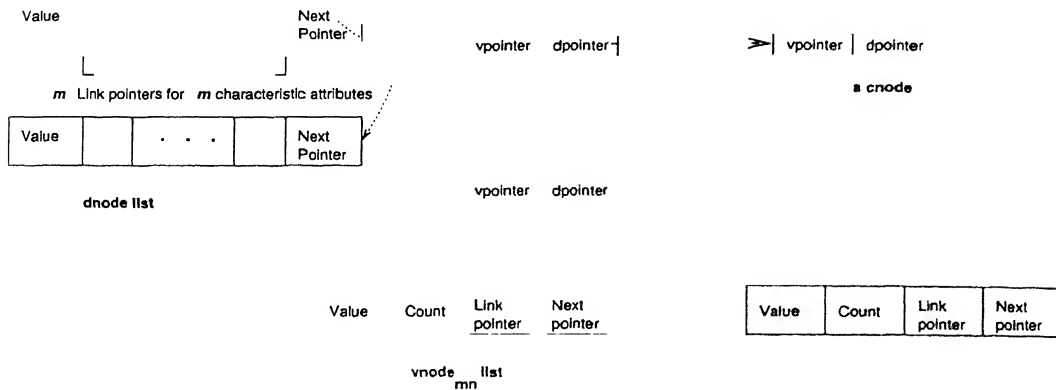 Value Next Pointer
vpointer dpointer
vpointer dpointer
a cnode
m Link pointers for m characteristic attributes
Value . . . Next Pointer
dnode list
vpointer dpointer
Value Count Link pointer Next pointer
vnode mn list
Value Count Link pointer Next pointer